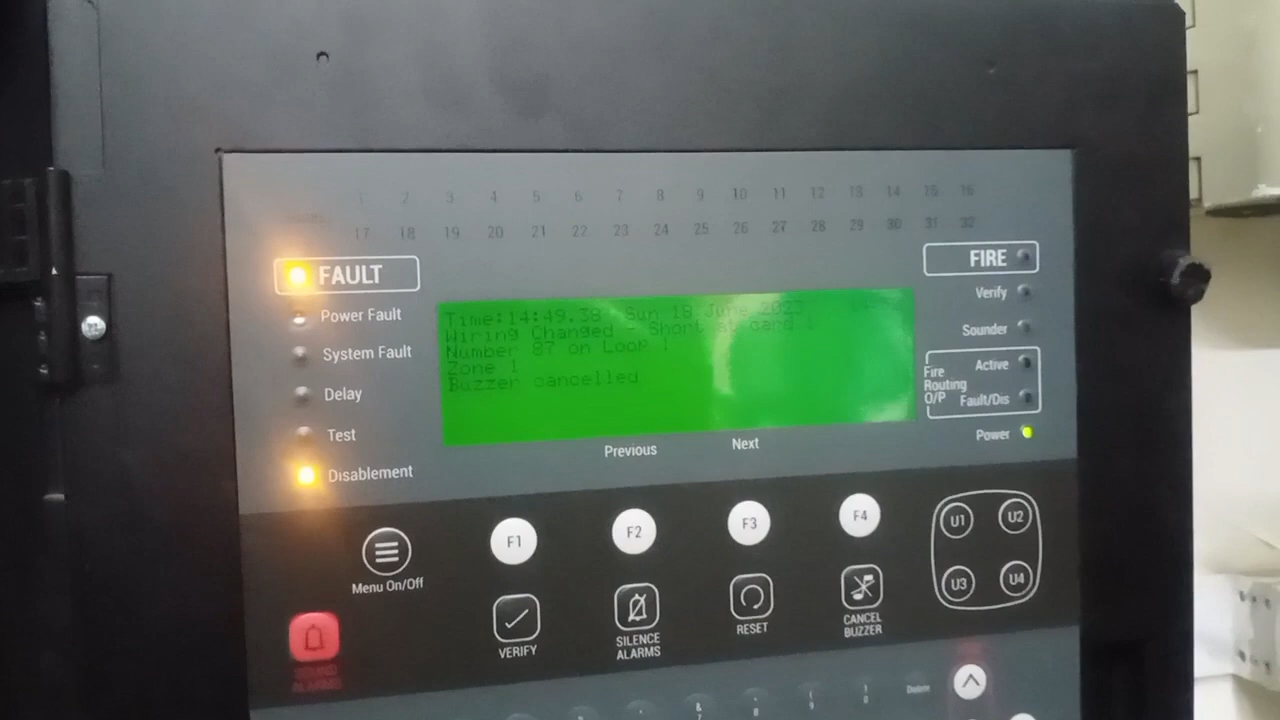 1 2 3 4 5 6 7 8 9 10 11 12 13 14 15 16
17 18 19 20 21 22 23 24 25 26 27 28 29 30 31 32
FAULT
Power Fault
System Fault
Delay
Test
Disablement
Time:14:49.38 Sun 18 June 2023
Wiring Changed - Short at card 1
Number 87 on Loop 1
Zone 1
Buzzer cancelled
Previous Next
FIRE
Verify
Sounder
Fire
Routing
O/P
Active
Fault/Dis
Power
Menu On/Off
F1 F2 F3 F4
U1 U2
U3 U4
VERIFY
SILENCE
ALARMS
RESET
CANCEL
BUZZER
Delete